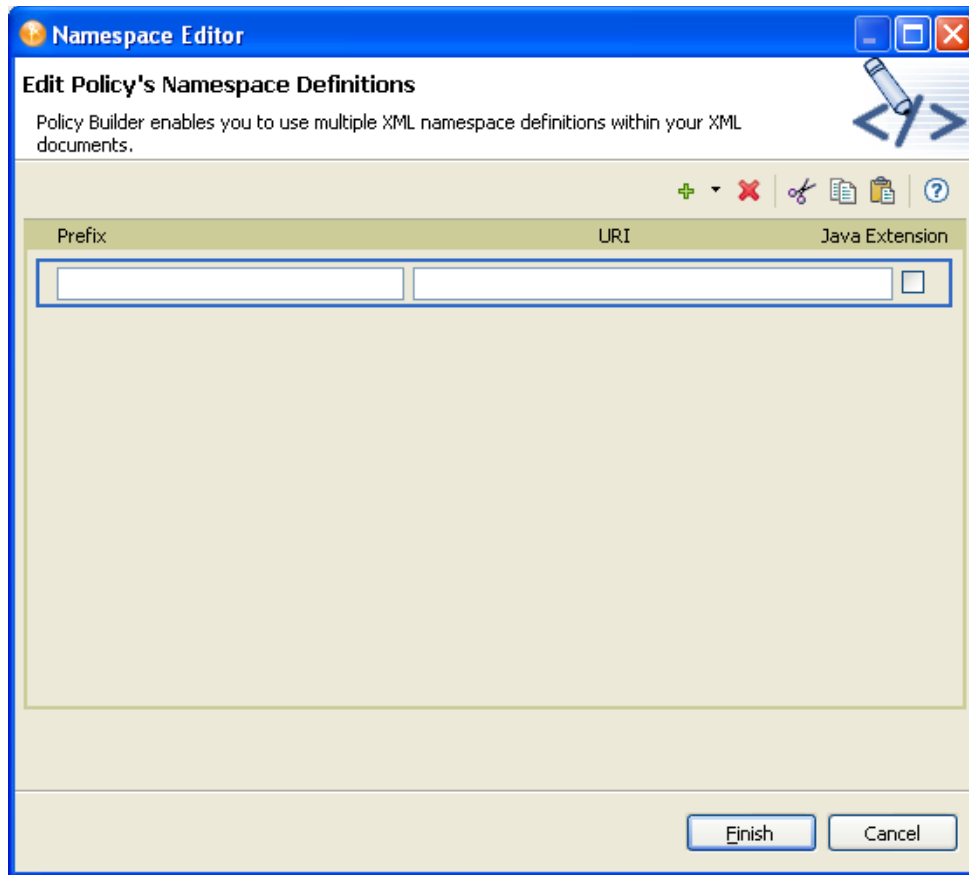 Namespace Editor
Edit Policy's Namespace Definitions
Policy Builder enables you to use multiple XML namespace definitions within your XML
documents.
Prefix URI Java Extension
Finish Cancel